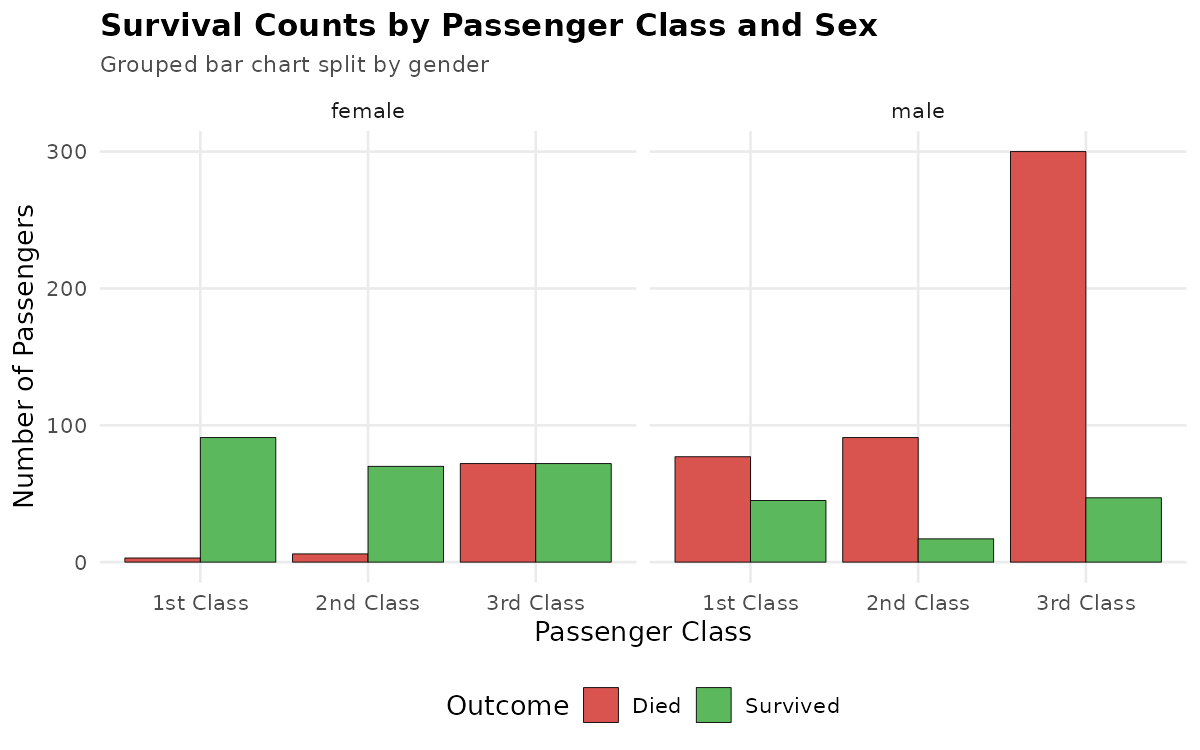 Survival Counts by Passenger Class and Sex
Grouped bar chart split by gender
female
male
Number of Passengers
300
200
100
0
1st Class 2nd Class 3rd Class
1st Class 2nd Class 3rd Class
Passenger Class
Outcome Died Survived